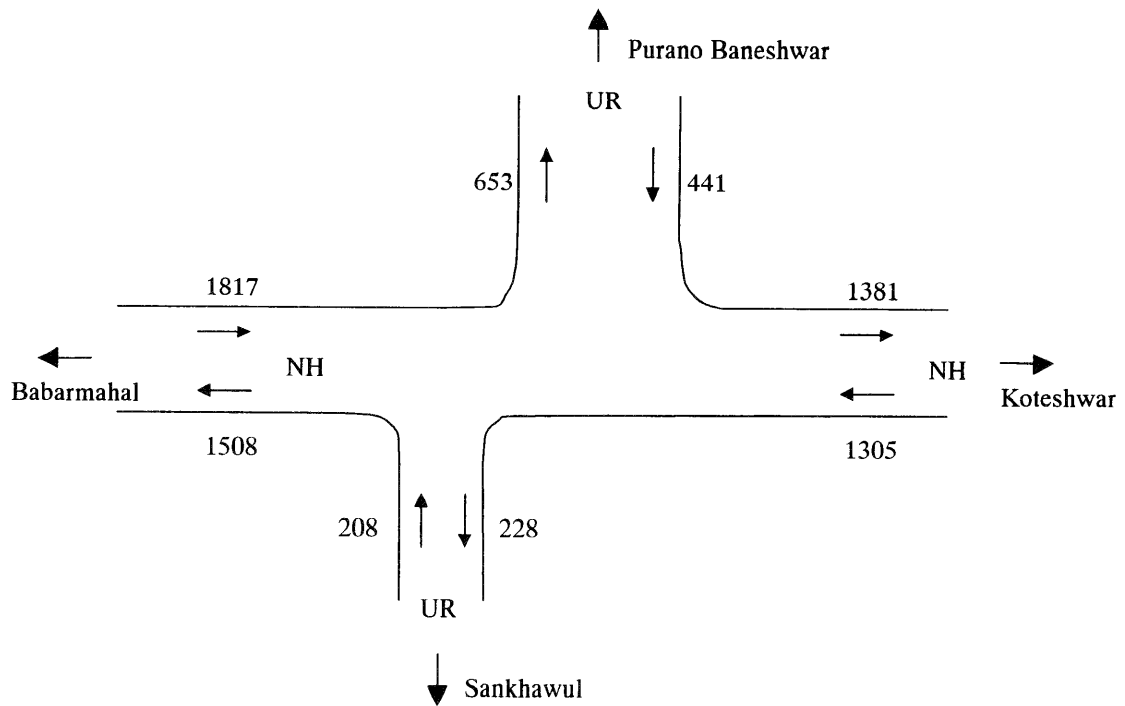 Purano Baneshwar
UR
653
441
1817
1381
NH
NH
Babarmahal
Koteshwar
1508
1305
208
228
UR
Sankhawul